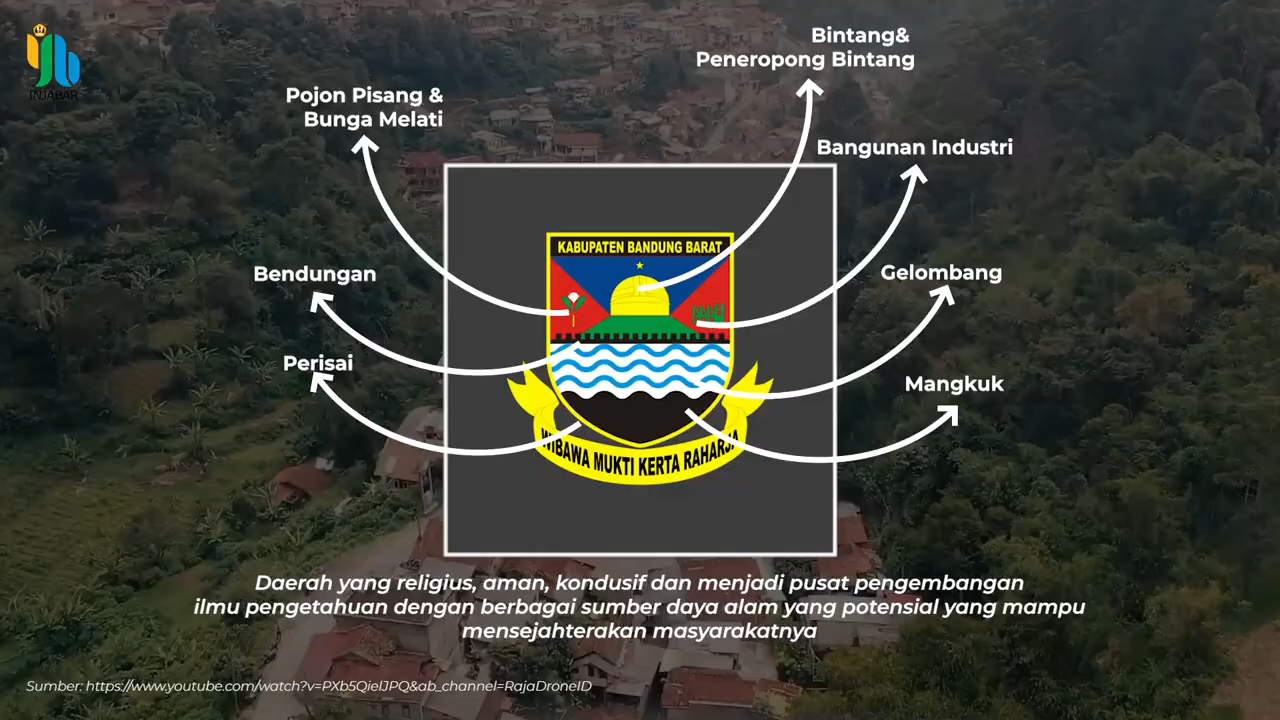 INJABAR
Bintang&
Peneropong Bintang
Pojon Pisang &
Bunga Melati
Bangunan Industri
KABUPATEN BANDUNG BARAT
Bendungan
Gelombang
Perisai
Mangkuk
WIBAWA MUKTI KERTA RAHARJA
Daerah yang religius, aman, kondusif dan menjadi pusat pengembangan
ilmu pengetahuan dengan berbagai sumber daya alam yang potensial yang mampu
mensejahterakan masyarakatnya
Sumber: https://www.youtube.com/watch?v=PXb5QielJPQ&ab_channel=RajaDroneID